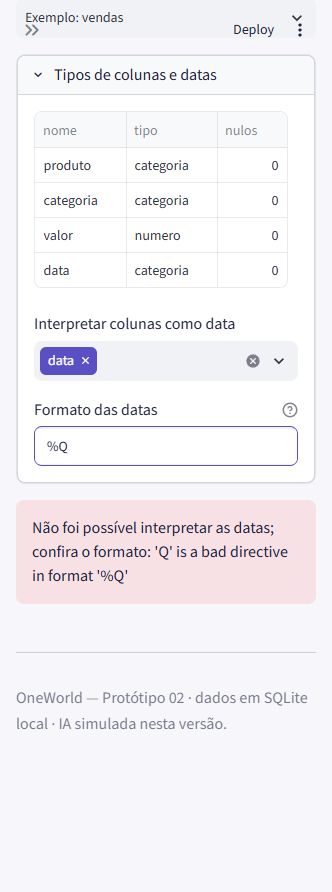 Exemplo: vendas
Deploy
Tipos de colunas e datas
nome tipo nulos
produto categoria 0
categoria categoria 0
valor numero 0
data categoria 0
Interpretar colunas como data
data ×
Formato das datas
%Q
Não foi possível interpretar as datas;
confira o formato: 'Q' is a bad directive
in format '%Q'
OneWorld — Protótipo 02 · dados em SQLite
local · IA simulada nesta versão.